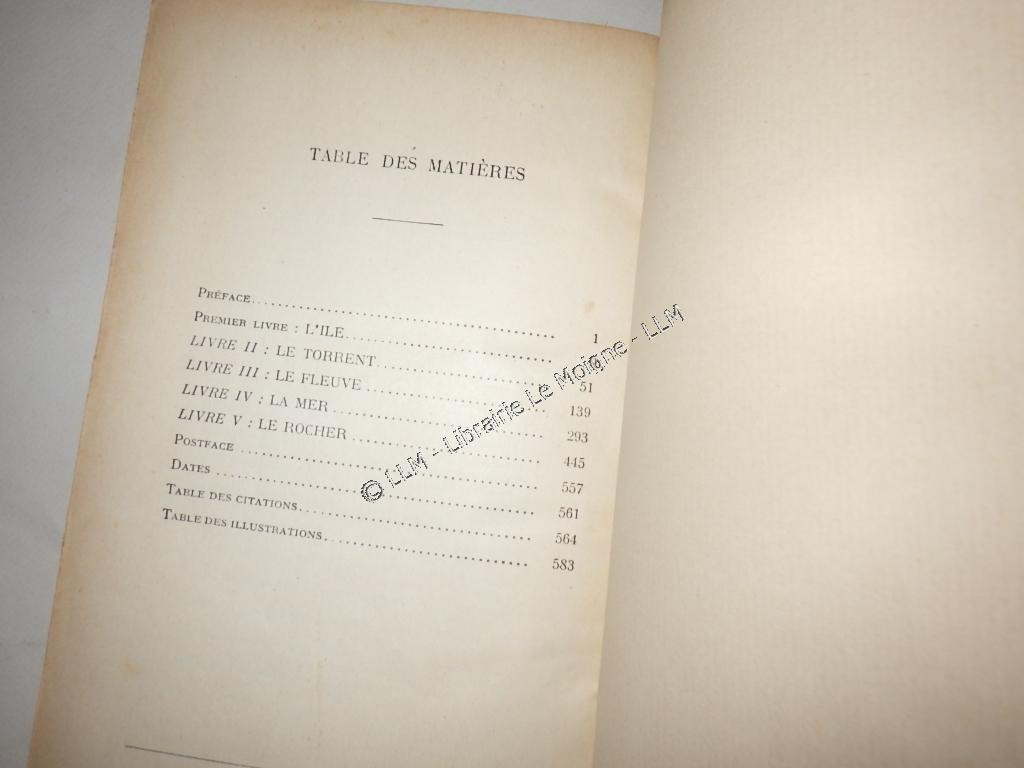 TABLE DES MATIÈRES
PRÉFACE.......................................... 1
PREMIER LIVRE : L'ILE..............................
LIVRE II : LE TORRENT.............................. 51
LIVRE III : LE FLEUVE.............................. 139
LIVRE IV : LA MER.............................. 293
LIVRE V : LE ROCHER.............................. 445
POSTFACE.......................................... 557
DATES.......................................... 561
TABLE DES CITATIONS.............................. 564
TABLE DES ILLUSTRATIONS.............................. 583
© LLM - Librairie Le Moigne - LLM